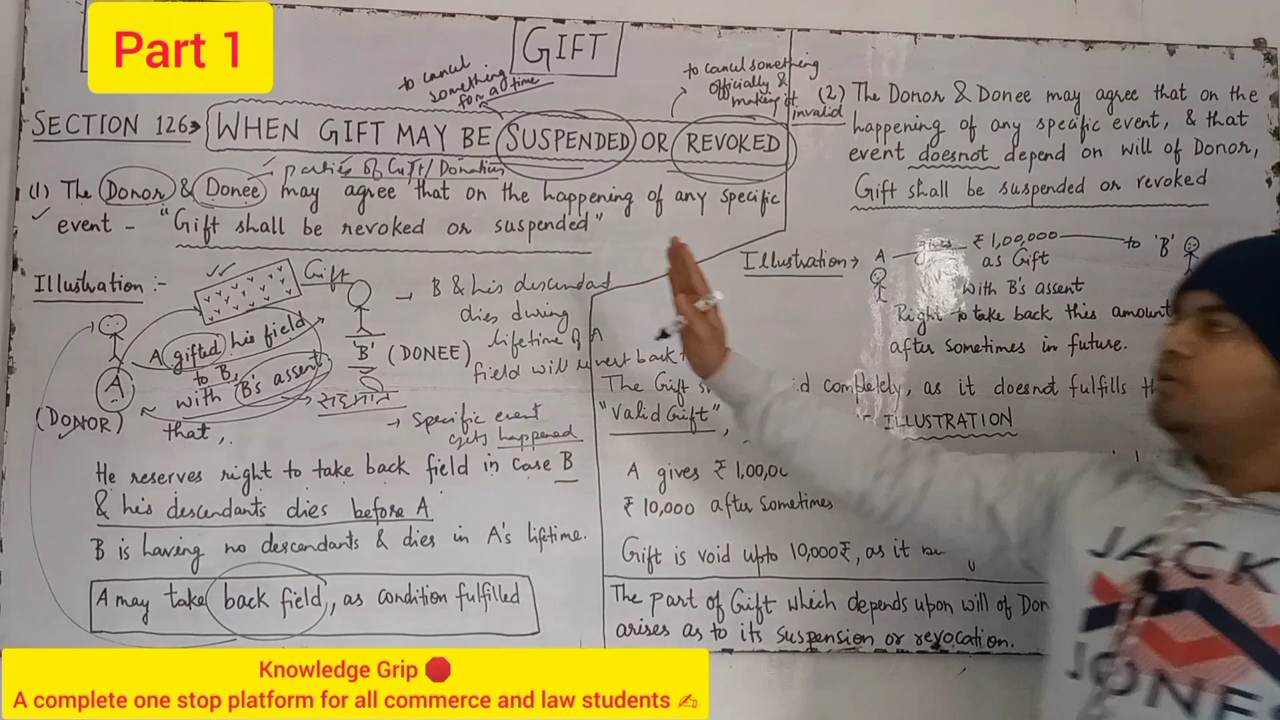 Part 1
GIFT
to cancel
something
for a time
to cancel something
officially &
making it
invalid
SECTION 126 → WHEN GIFT MAY BE SUSPENDED OR REVOKED
parties of Gift/Donation
(1) The Donor & Donee may agree that on the happening of any specific
event - "Gift shall be revoked or suspended"
Illustration :-
Gift
A gifted his field
to B,
with B's assent
that,
A
(DONOR)
'B' (DONEE)
सहमति
→ B & his descendant
dies during
lifetime of A
field will revert back t
→ Specific event
gets happened
He reserves right to take back field in case B
& his descendants dies before A
B is having no descendants & dies in A's lifetime.
A may take back field, as condition fulfilled
(2) The Donor & Donee may agree that on the
happening of any specific event, & that
event doesnot depend on will of Donor,
Gift shall be suspended or revoked
Illustration → A gives ₹ 1,00,000 to 'B'
as Gift
with B's assent
Right to take back this amount
after sometimes in future.
The Gift s d completely, as it doesnot fulfills th
"Valid Gift",
ILLUSTRATION
A gives ₹ 1,00,0
₹ 10,000 after Sometimes
Gift is void upto 10,000₹, as it
The part of Gift which depends upon will of Don
arises as to its suspension or revocation.
JACK
JONES
Knowledge Grip 🛑
A complete one stop platform for all commerce and law students ✍